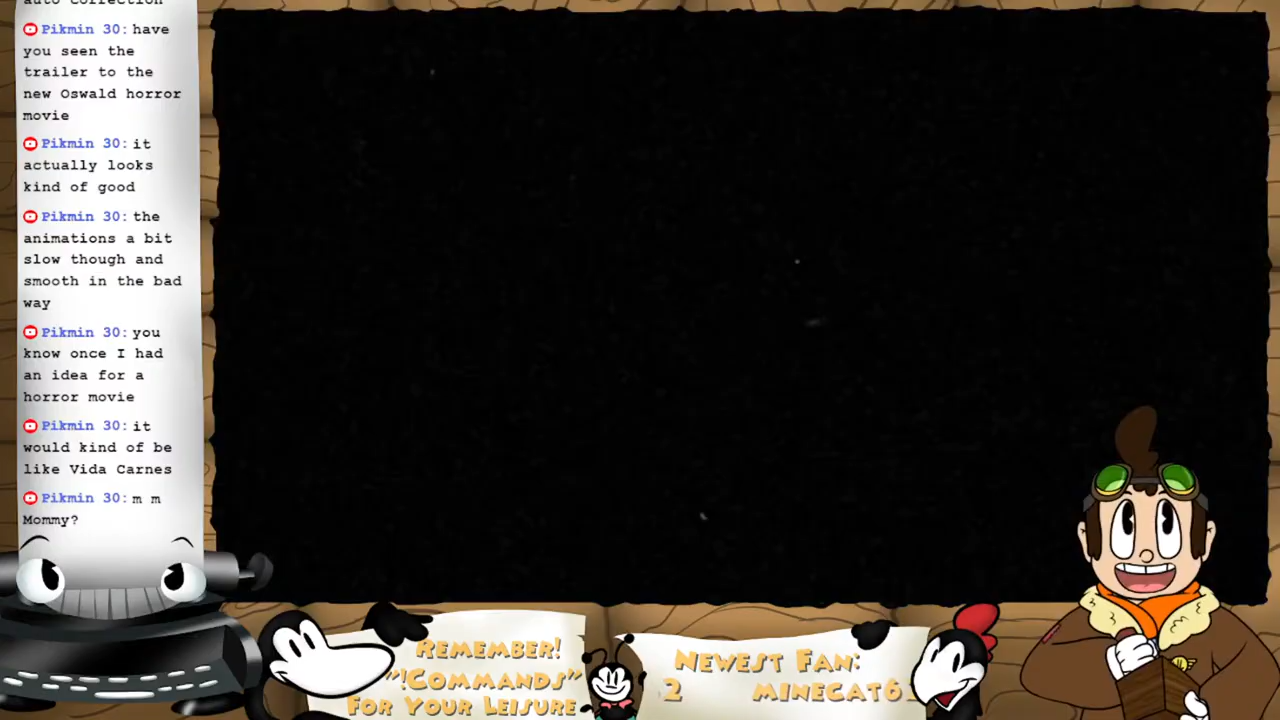 auto correction
Pikmin 30: have
you seen the
trailer to the
new Oswald horror
movie
Pikmin 30: it
actually looks
kind of good
Pikmin 30: the
animations a bit
slow though and
smooth in the bad
way
Pikmin 30: you
know once I had
an idea for a
horror movie
Pikmin 30: it
would kind of be
like Vida Carnes
Pikmin 30: m m
Mommy?
Remember!
"!Commands"
For Your Leisure
Newest Fan:
2 minecat6